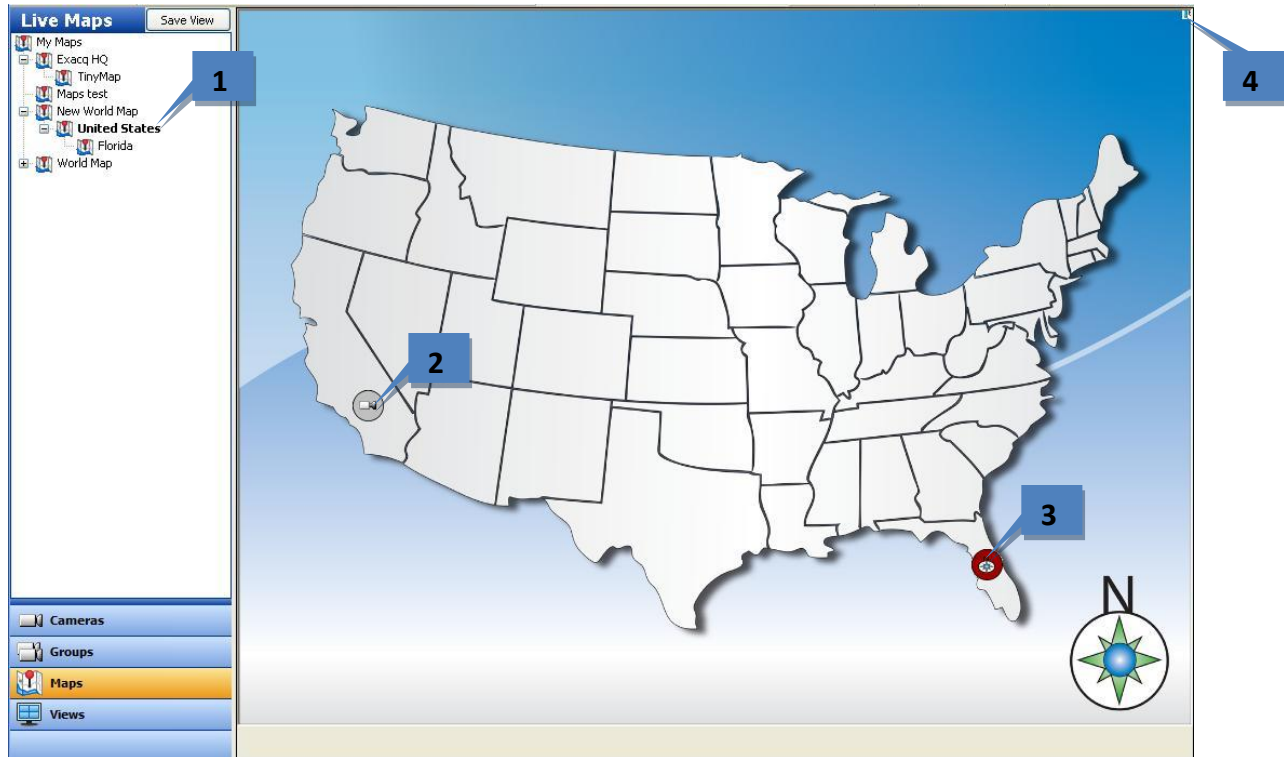 Live Maps
Save View
My Maps
Exacq HQ
TinyMap
Maps test
New World Map
United States
Florida
World Map
1
2
3
4
N
Cameras
Groups
Maps
Views